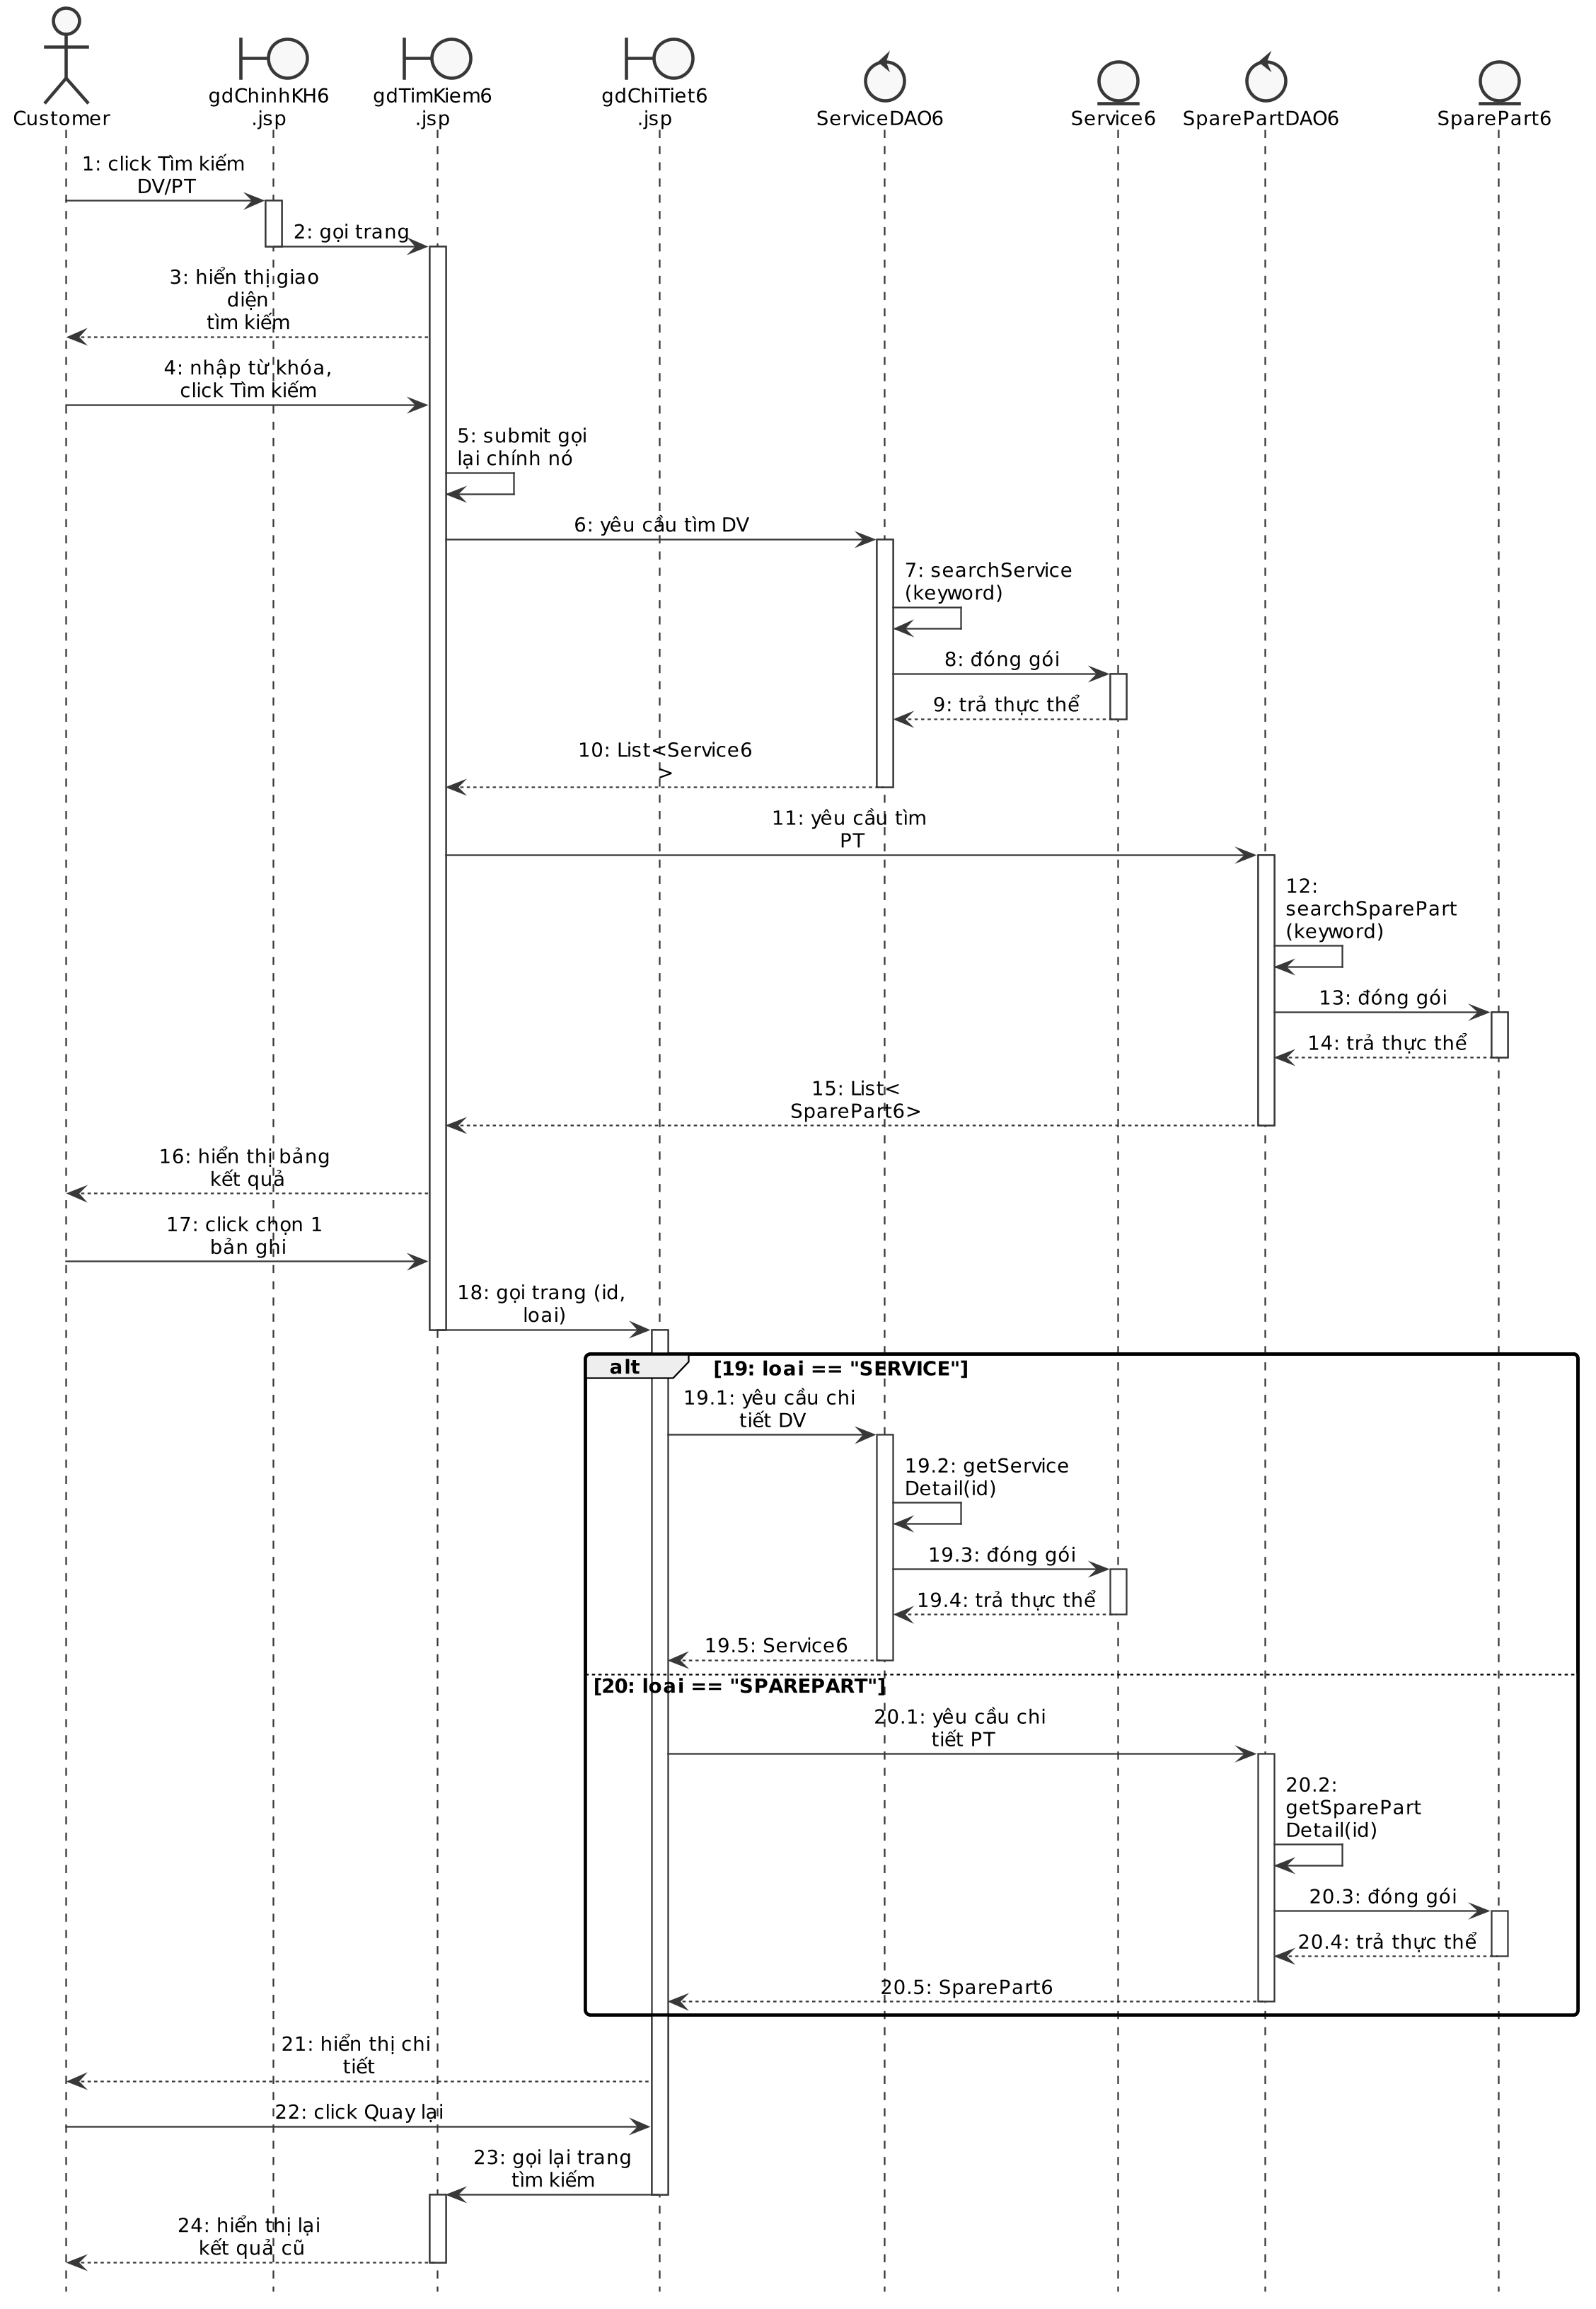 Customer
gdChinhKH6
.jsp
gdTimKiem6
.jsp
gdChiTiet6
.jsp
ServiceDAO6
Service6
SparePartDAO6
SparePart6
1: click Tìm kiếm
DV/PT
2: gọi trang
3: hiển thị giao
diện
tìm kiếm
4: nhập từ khóa,
click Tìm kiếm
5: submit gọi
lại chính nó
6: yêu cầu tìm DV
7: searchService
(keyword)
8: đóng gói
9: trả thực thể
10: List<Service6
>
11: yêu cầu tìm
PT
12:
searchSparePart
(keyword)
13: đóng gói
14: trả thực thể
15: List<
SparePart6>
16: hiển thị bảng
kết quả
17: click chọn 1
bản ghi
18: gọi trang (id,
loai)
alt [19: loai == "SERVICE"]
19.1: yêu cầu chi
tiết DV
19.2: getService
Detail(id)
19.3: đóng gói
19.4: trả thực thể
19.5: Service6
[20: loai == "SPAREPART"]
20.1: yêu cầu chi
tiết PT
20.2:
getSparePart
Detail(id)
20.3: đóng gói
20.4: trả thực thể
20.5: SparePart6
21: hiển thị chi
tiết
22: click Quay lại
23: gọi lại trang
tìm kiếm
24: hiển thị lại
kết quả cũ